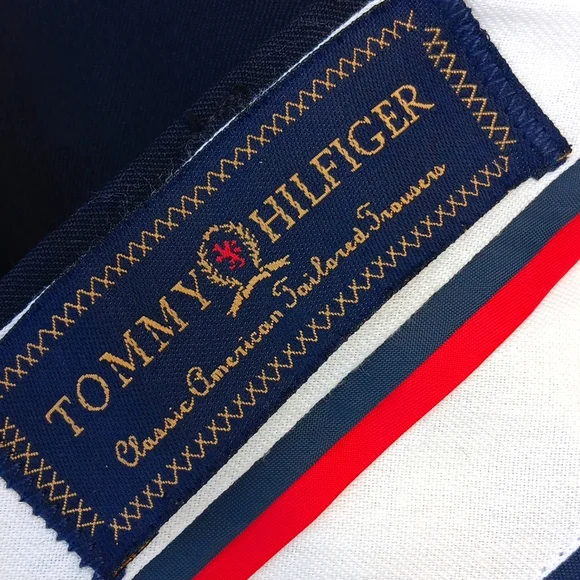 TOMMY HILFIGER
Classic American Tailored Trousers